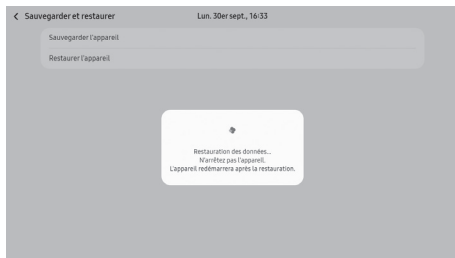 Sauvegarder et restaurer
Lun. 30er sept., 16:33
Sauvegarder l'appareil
Restaurer l'appareil
Restauration des données...
N'arrêtez pas l'appareil.
L'appareil redémarrera après la restauration.